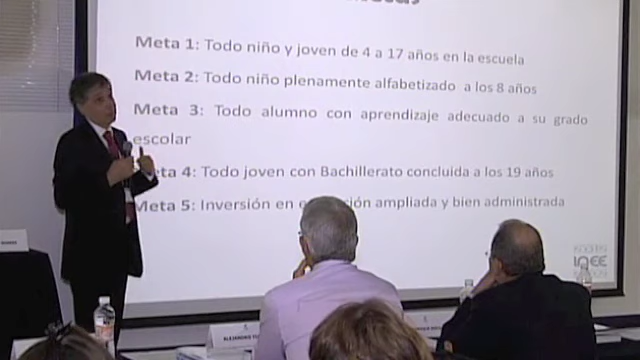 Meta 1: Todo niño y joven de 4 a 17 años en la escuela
Meta 2: Todo niño plenamente alfabetizado a los 8 años
Meta 3: Todo alumno con aprendizaje adecuado a su grado
escolar
4: Todo joven con Bachillerato concluida a los 19 años
Meta 5: Inversión en ampliada y bien administrada
INEE
ALEJANDRO